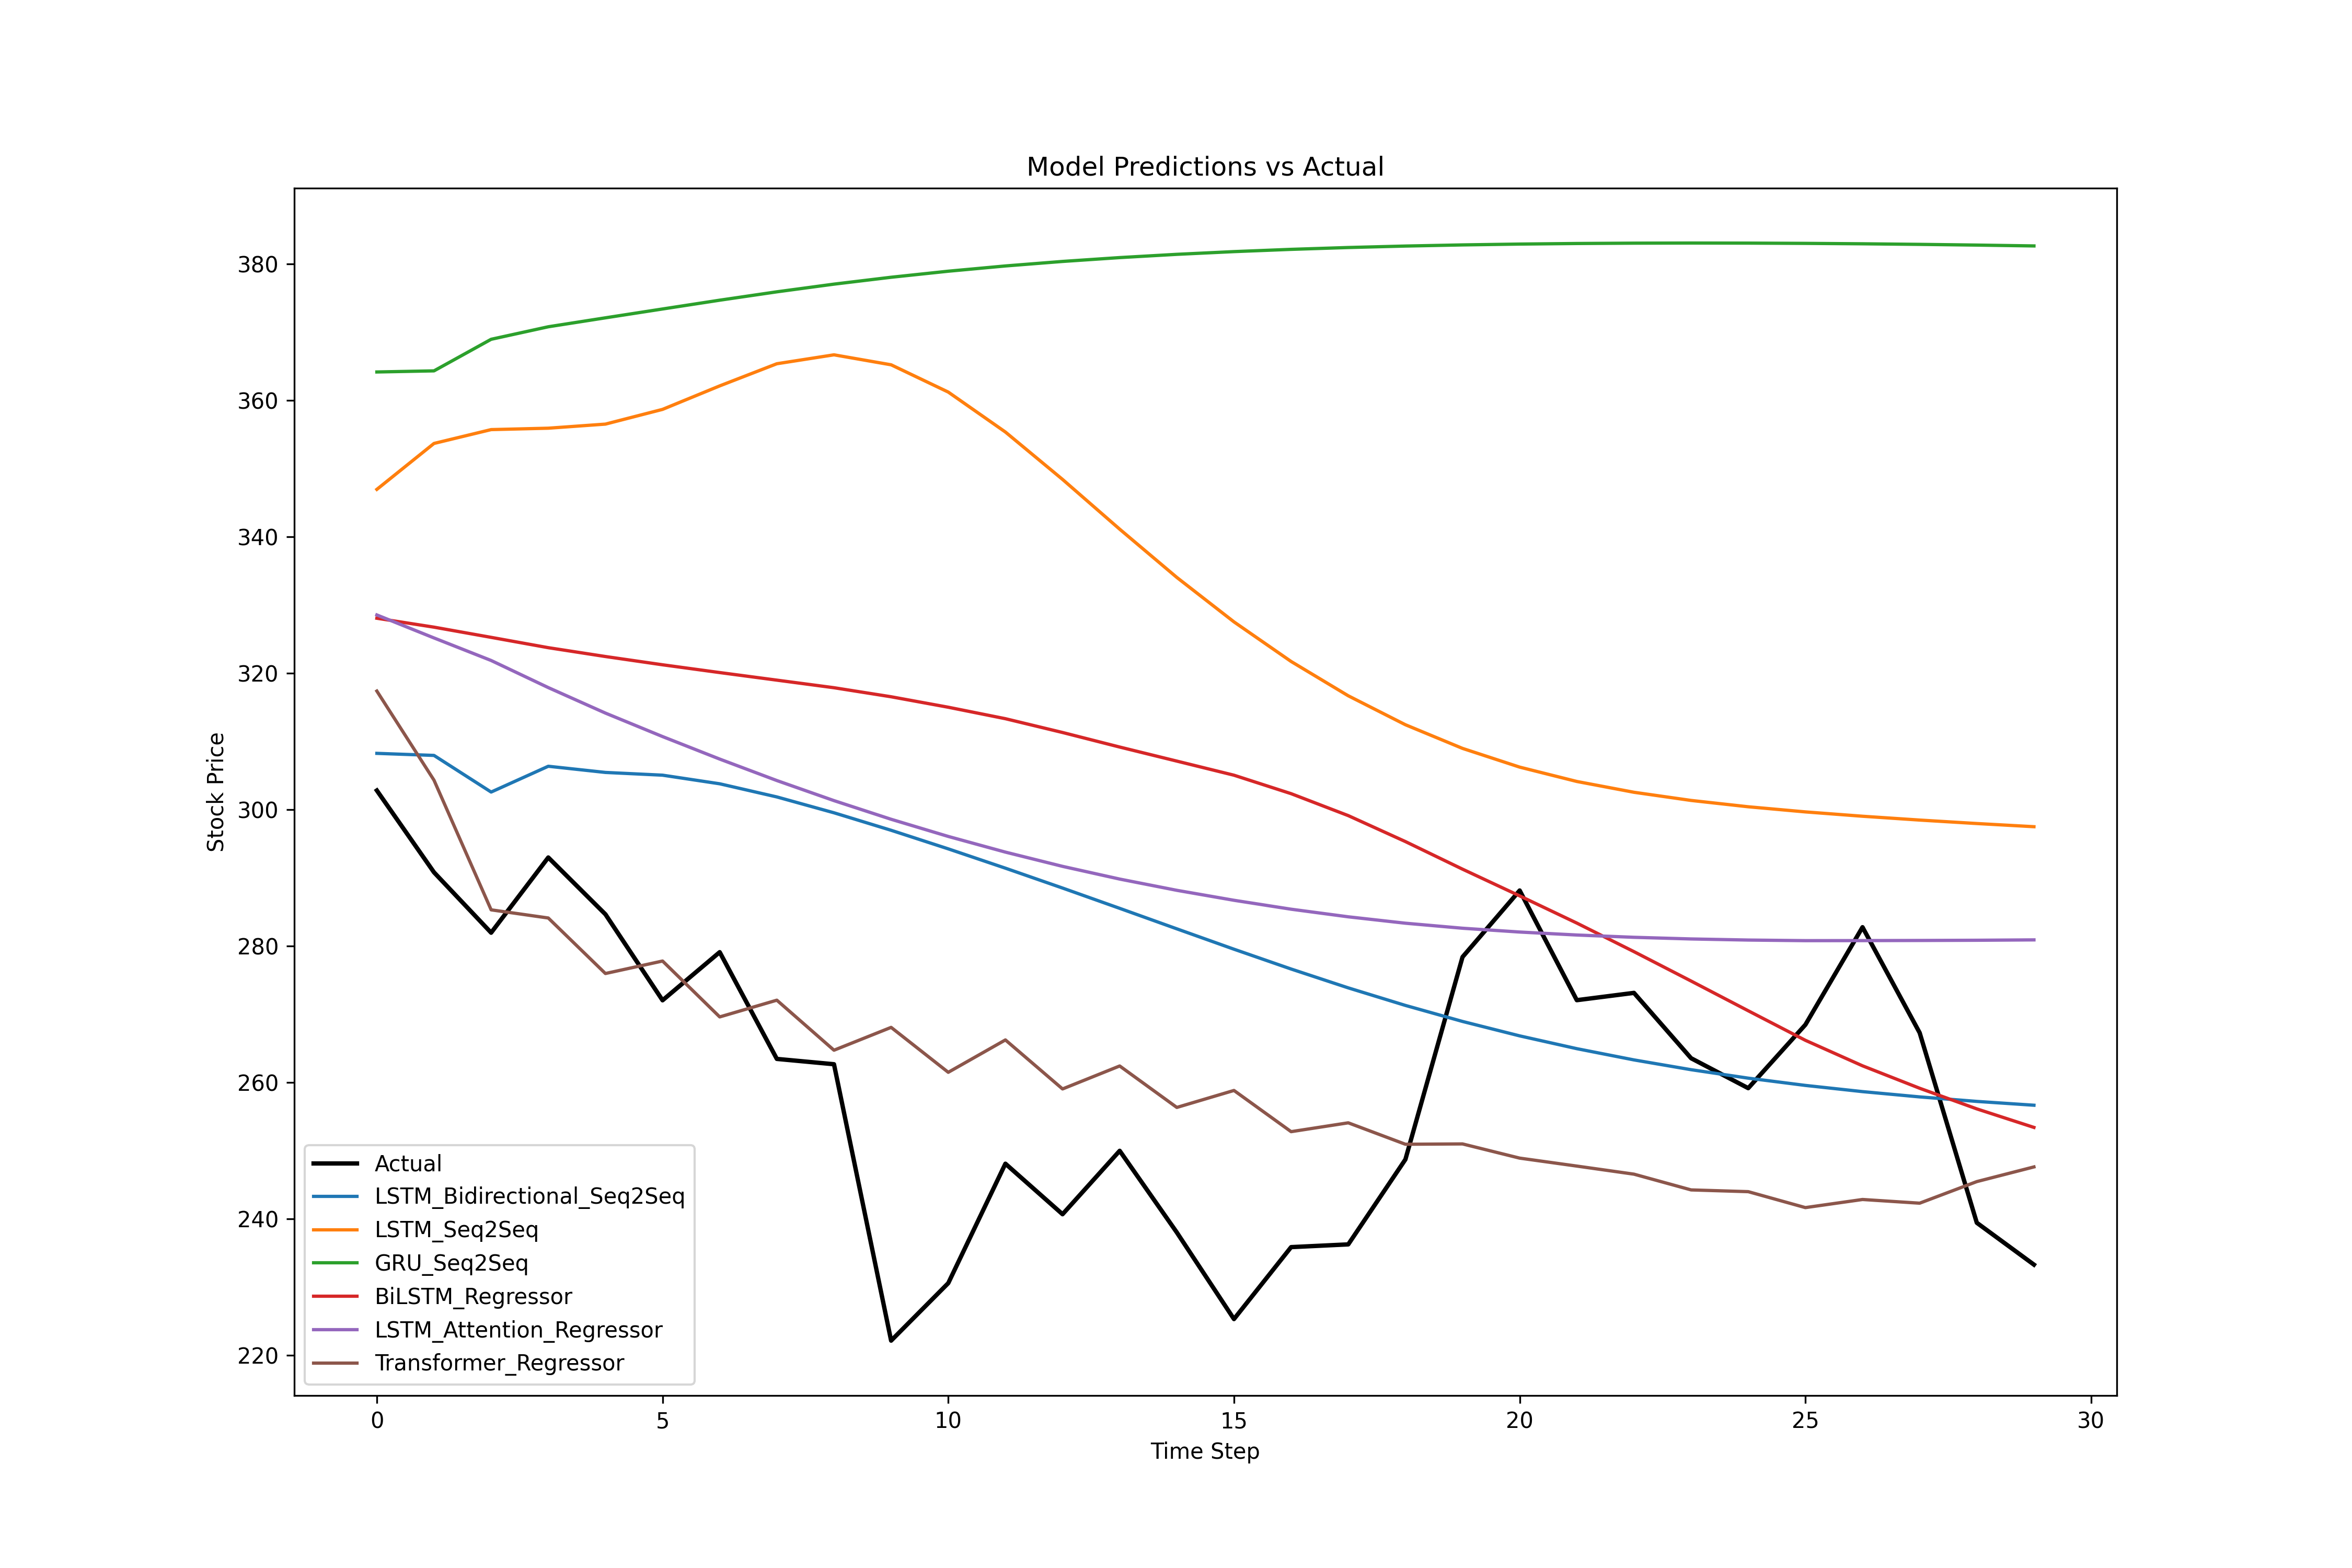 Model Predictions vs Actual
Stock Price
380
360
340
320
300
280
260
240
220
Actual
LSTM_Bidirectional_Seq2Seq
LSTM_Seq2Seq
GRU_Seq2Seq
BiLSTM_Regressor
LSTM_Attention_Regressor
Transformer_Regressor
0 5 10 15 20 25 30
Time Step